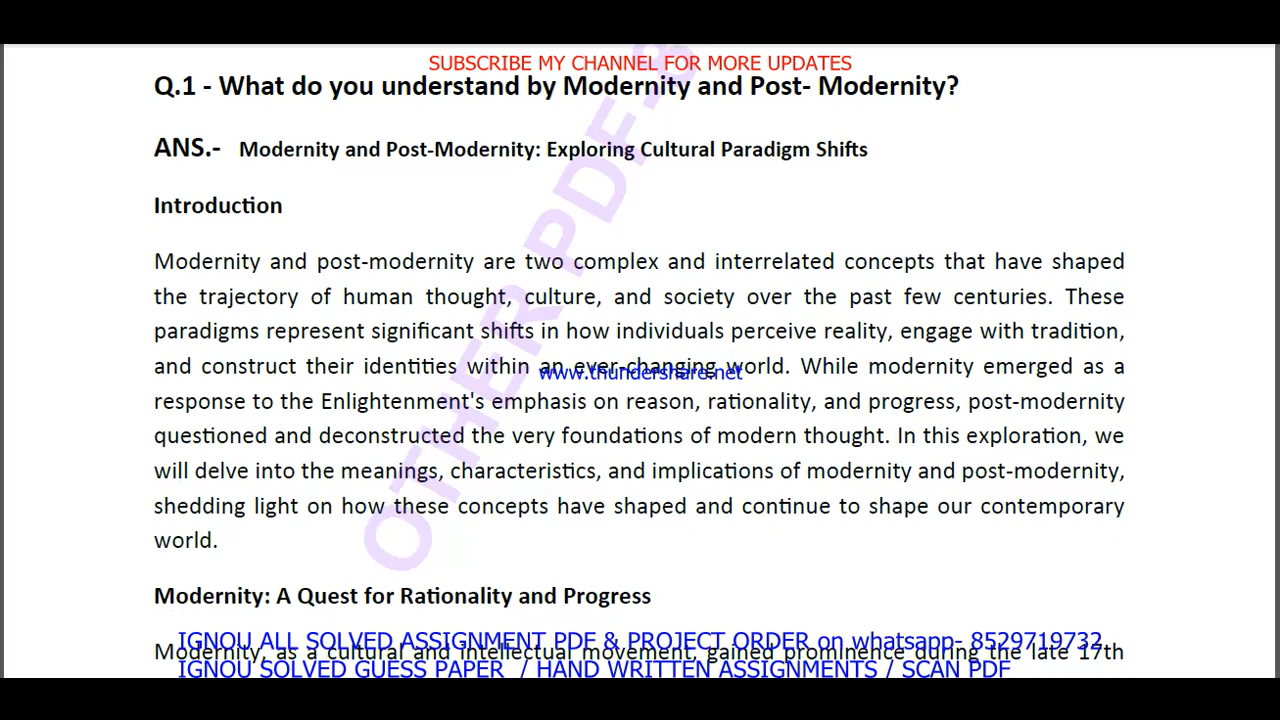 SUBSCRIBE MY CHANNEL FOR MORE UPDATES
Q.1 - What do you understand by Modernity and Post- Modernity?
ANS.- Modernity and Post-Modernity: Exploring Cultural Paradigm Shifts
Introduction
Modernity and post-modernity are two complex and interrelated concepts that have shaped
the trajectory of human thought, culture, and society over the past few centuries. These
paradigms represent significant shifts in how individuals perceive reality, engage with tradition,
and construct their identities within an ever-changing world. While modernity emerged as a
www.thundershare.net
response to the Enlightenment's emphasis on reason, rationality, and progress, post-modernity
questioned and deconstructed the very foundations of modern thought. In this exploration, we
will delve into the meanings, characteristics, and implications of modernity and post-modernity,
shedding light on how these concepts have shaped and continue to shape our contemporary
world.
Modernity: A Quest for Rationality and Progress
IGNOU ALL SOLVED ASSIGNMENT PDF & PROJECT ORDER on whatsapp- 8529719732
Modernity, as a cultural and intellectual movement, gained prominence during the late 17th
IGNOU SOLVED GUESS PAPER / HAND WRITTEN ASSIGNMENTS / SCAN PDF
OTHER PDF-8